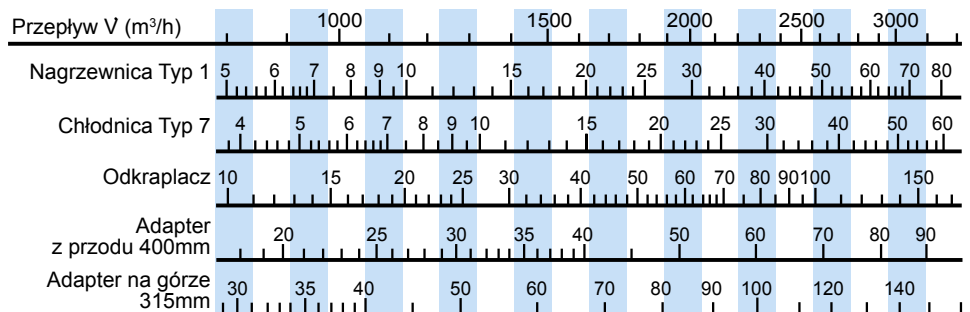 Przepływ V̇ (m³/h) 1000 1500 2000 2500 3000
Nagrzewnica Typ 1 5 6 7 8 9 10 15 20 25 30 40 50 60 70 80
Chłodnica Typ 7 4 5 6 7 8 9 10 15 20 25 30 40 50 60
Odkraplacz 10 15 20 25 30 40 50 60 70 80 90 100 150
Adapter
z przodu 400mm 20 25 30 35 40 50 60 70 80 90
Adapter na górze
315mm 30 35 40 50 60 70 80 90 100 120 140